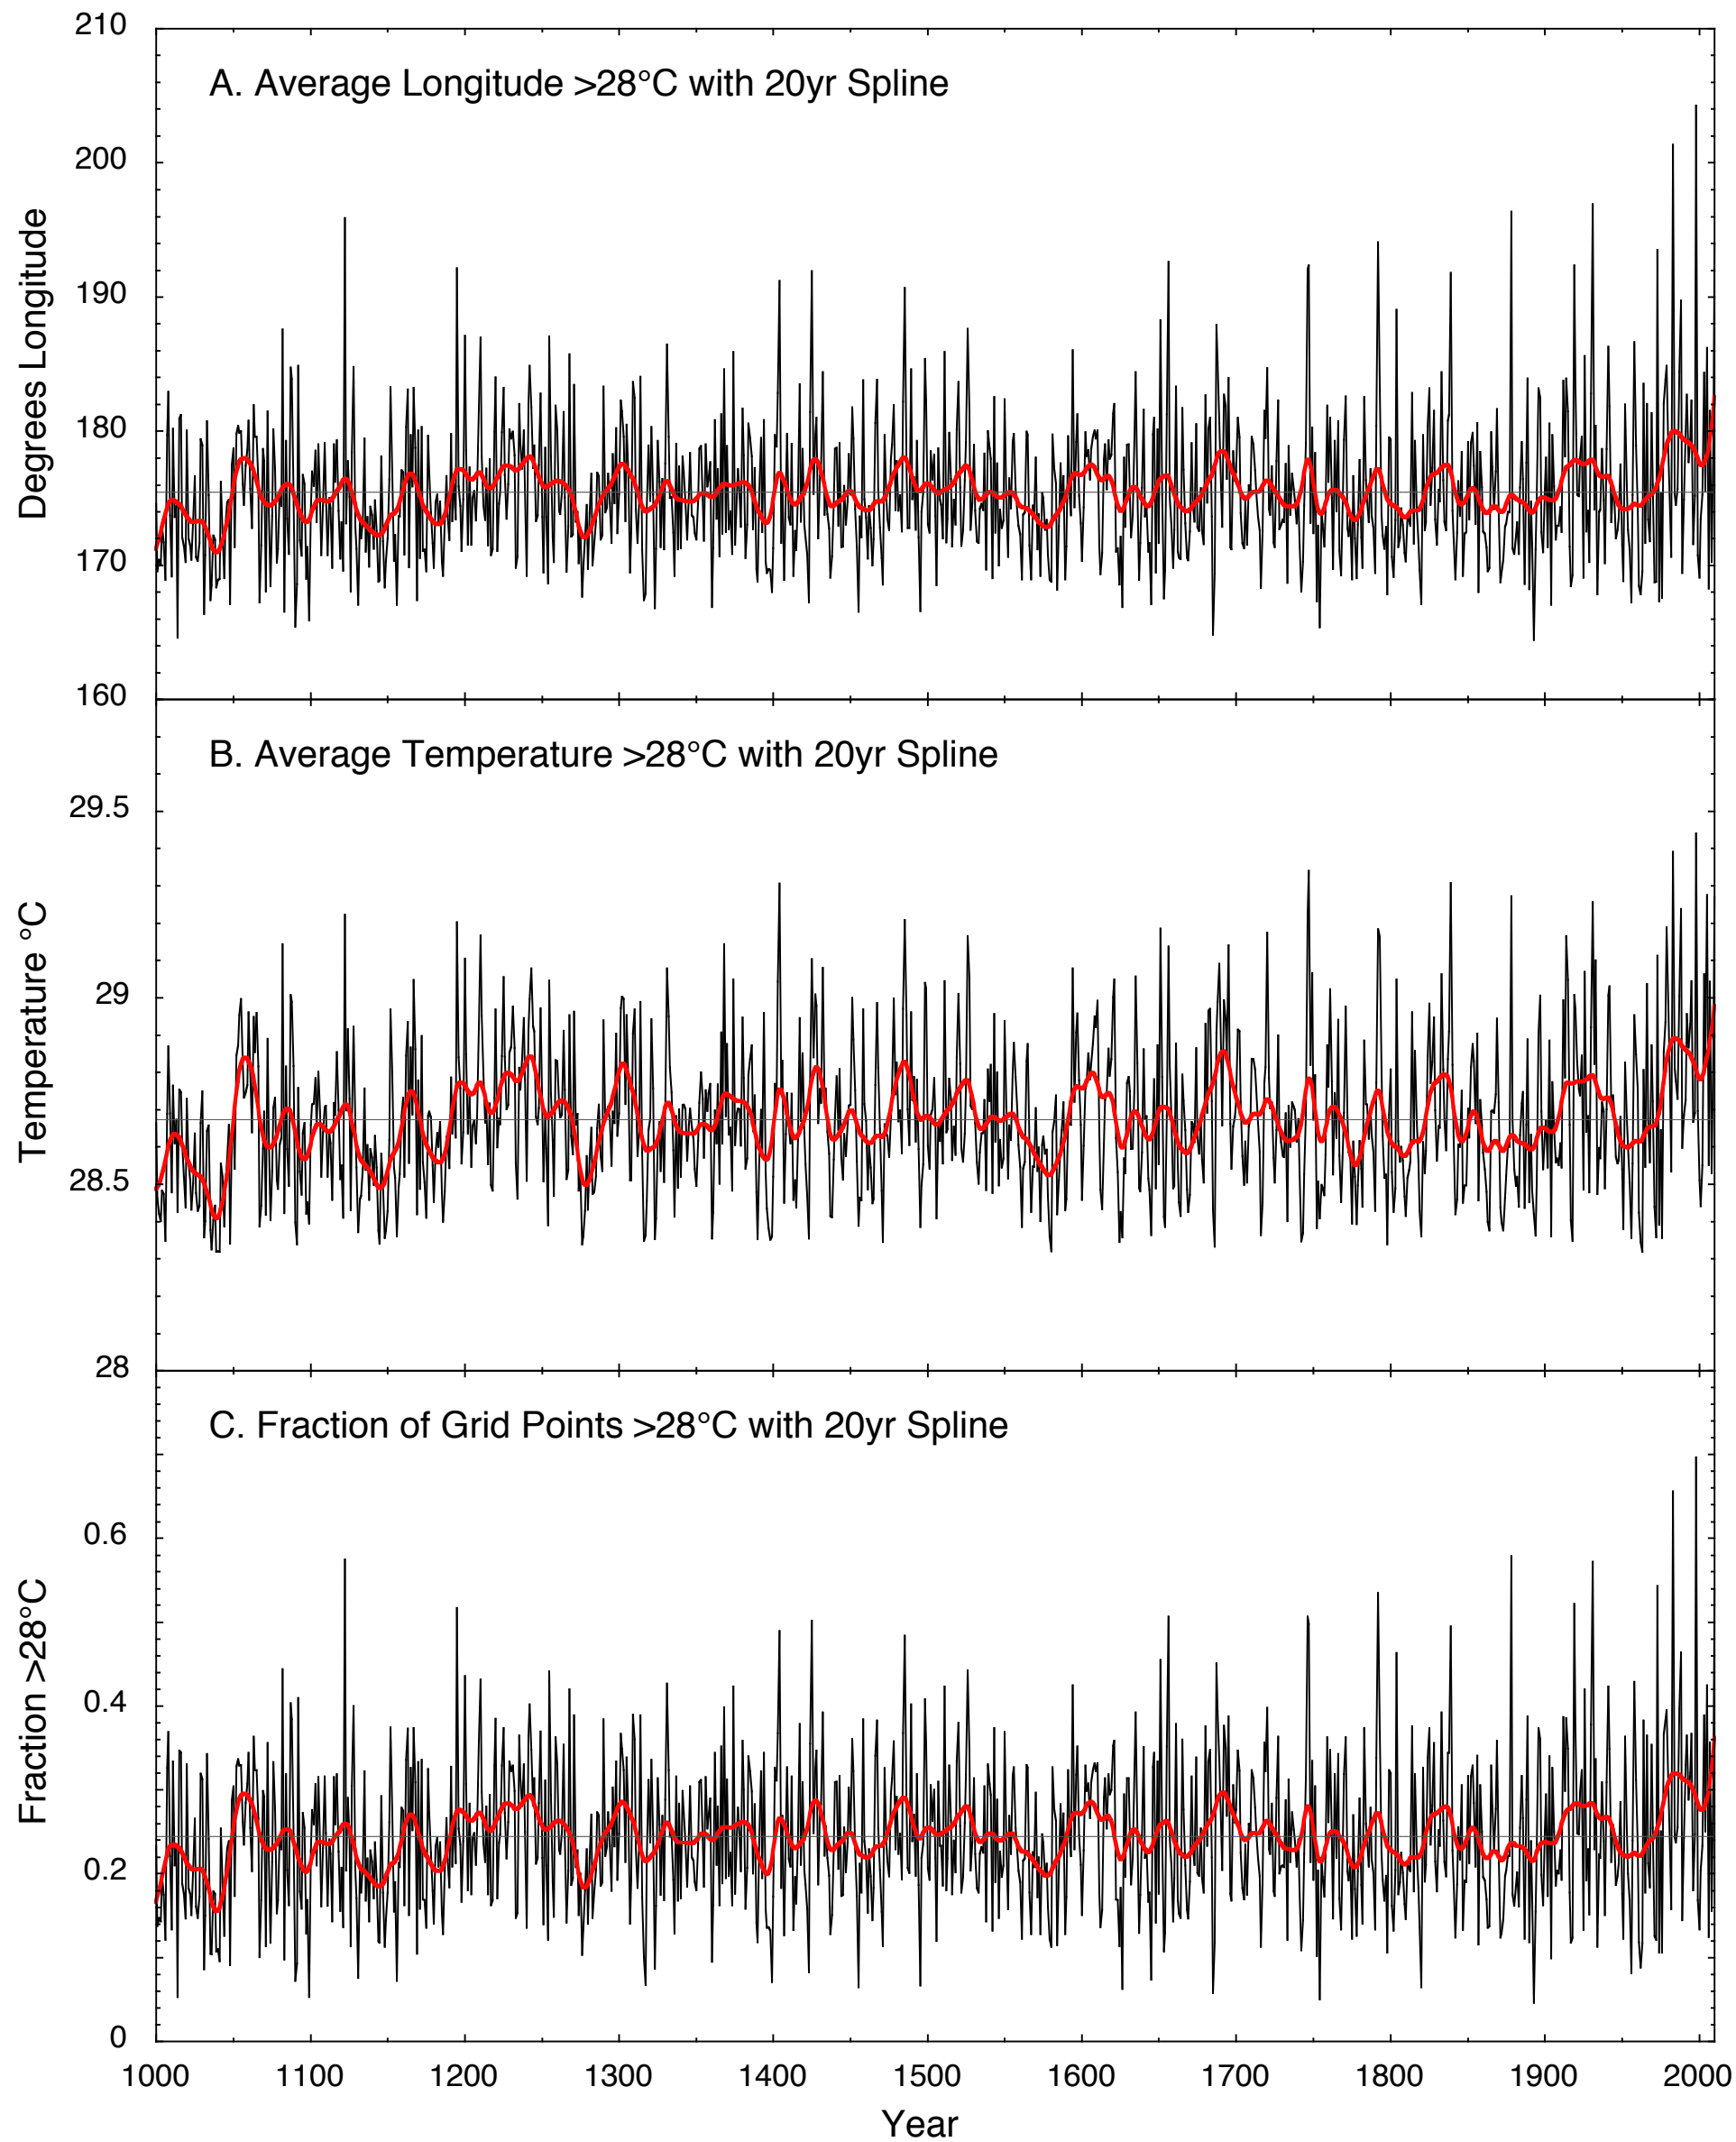 A. Average Longitude >28°C with 20yr Spline
Degrees Longitude
210
200
190
180
170
160
B. Average Temperature >28°C with 20yr Spline
Temperature °C
29.5
29
28.5
28
C. Fraction of Grid Points >28°C with 20yr Spline
Fraction >28°C
0.6
0.4
0.2
0
1000 1100 1200 1300 1400 1500 1600 1700 1800 1900 2000
Year